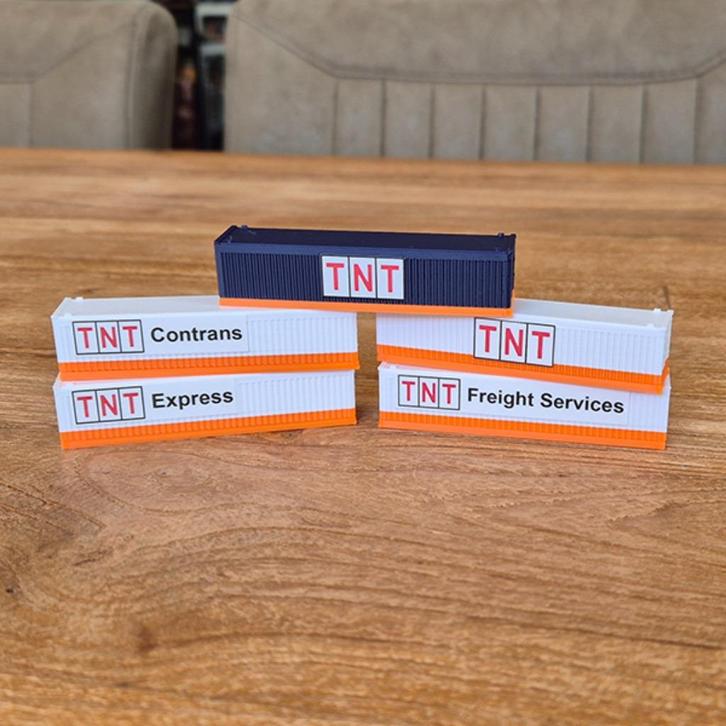 TNT
TNT Contrans
TNT
TNT Express
TNT Freight Services